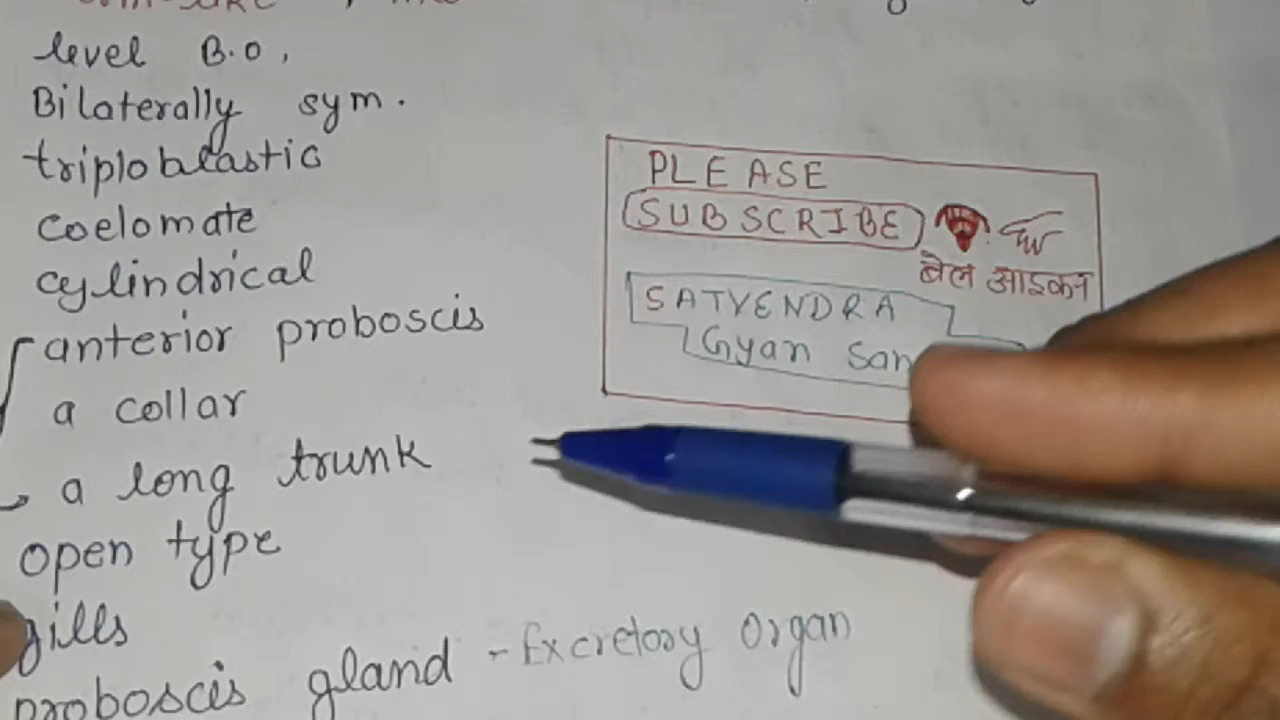 level B.O,
Bilaterally sym.
triploblastic
coelomate
cylindrical
anterior proboscis
a collar
a long trunk
open type
gills
proboscis gland - Excretory Organ
PLEASE
SUBSCRIBE
बेल आइकन
SATYENDRA
Gyan San